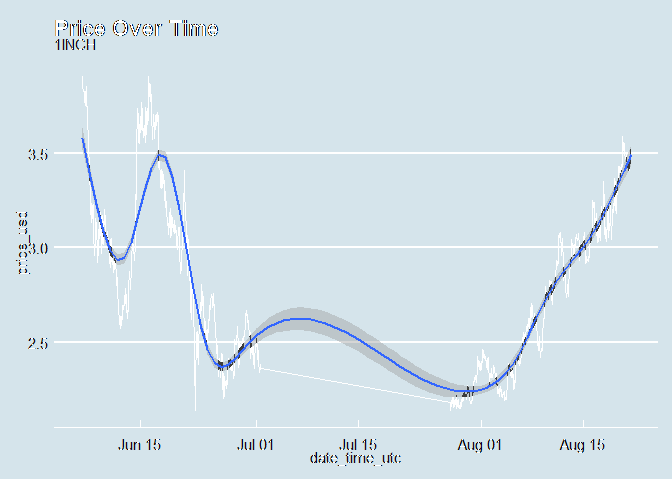 Price Over Time
1INCH
3.5
3.0
2.5
price_usd
Jun 15 Jul 01 Jul 15 Aug 01 Aug 15
date_time_utc